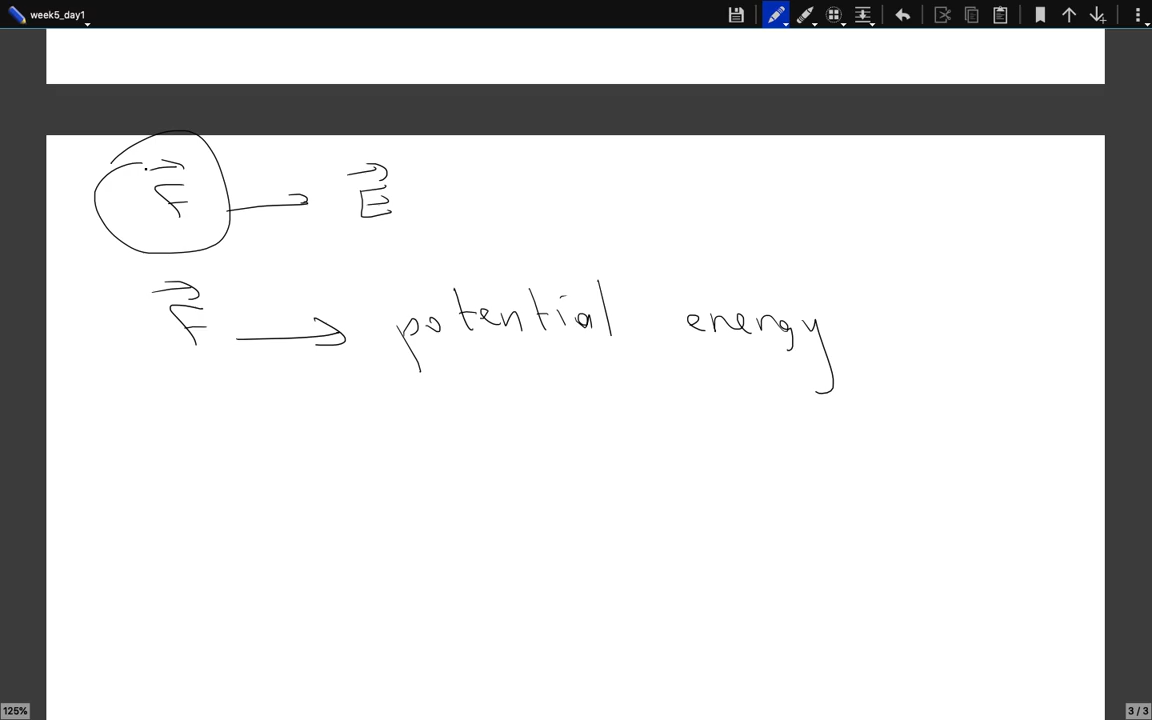 week5_day1
F⃗ → E⃗
F⃗ → potential energy
125%
3 / 3